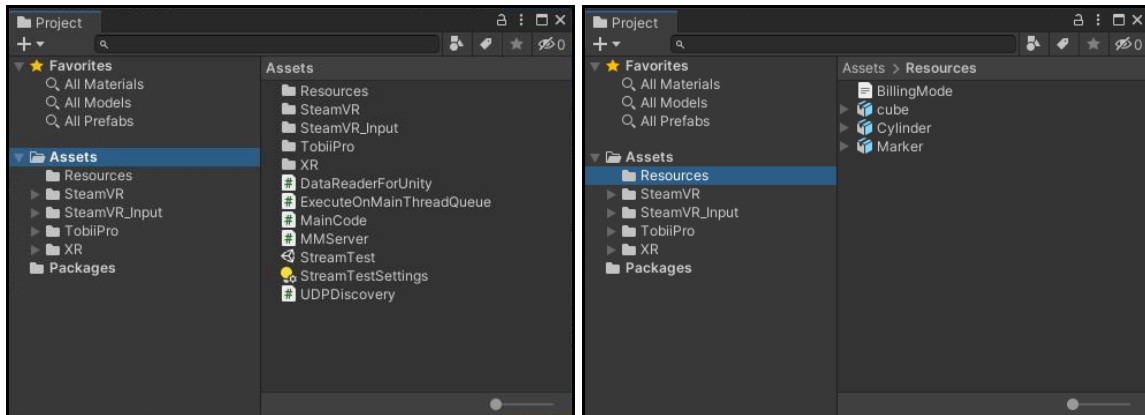 Project
0
Favorites
All Materials
All Models
All Prefabs
Assets
Resources
SteamVR
SteamVR_Input
TobiiPro
XR
Packages
Assets
Resources
SteamVR
SteamVR_Input
TobiiPro
XR
DataReaderForUnity
ExecuteOnMainThreadQueue
MainCode
MMServer
StreamTest
StreamTestSettings
UDPDiscovery
Project
0
Favorites
All Materials
All Models
All Prefabs
Assets
Resources
SteamVR
SteamVR_Input
TobiiPro
XR
Packages
Assets > Resources
BillingMode
cube
Cylinder
Marker